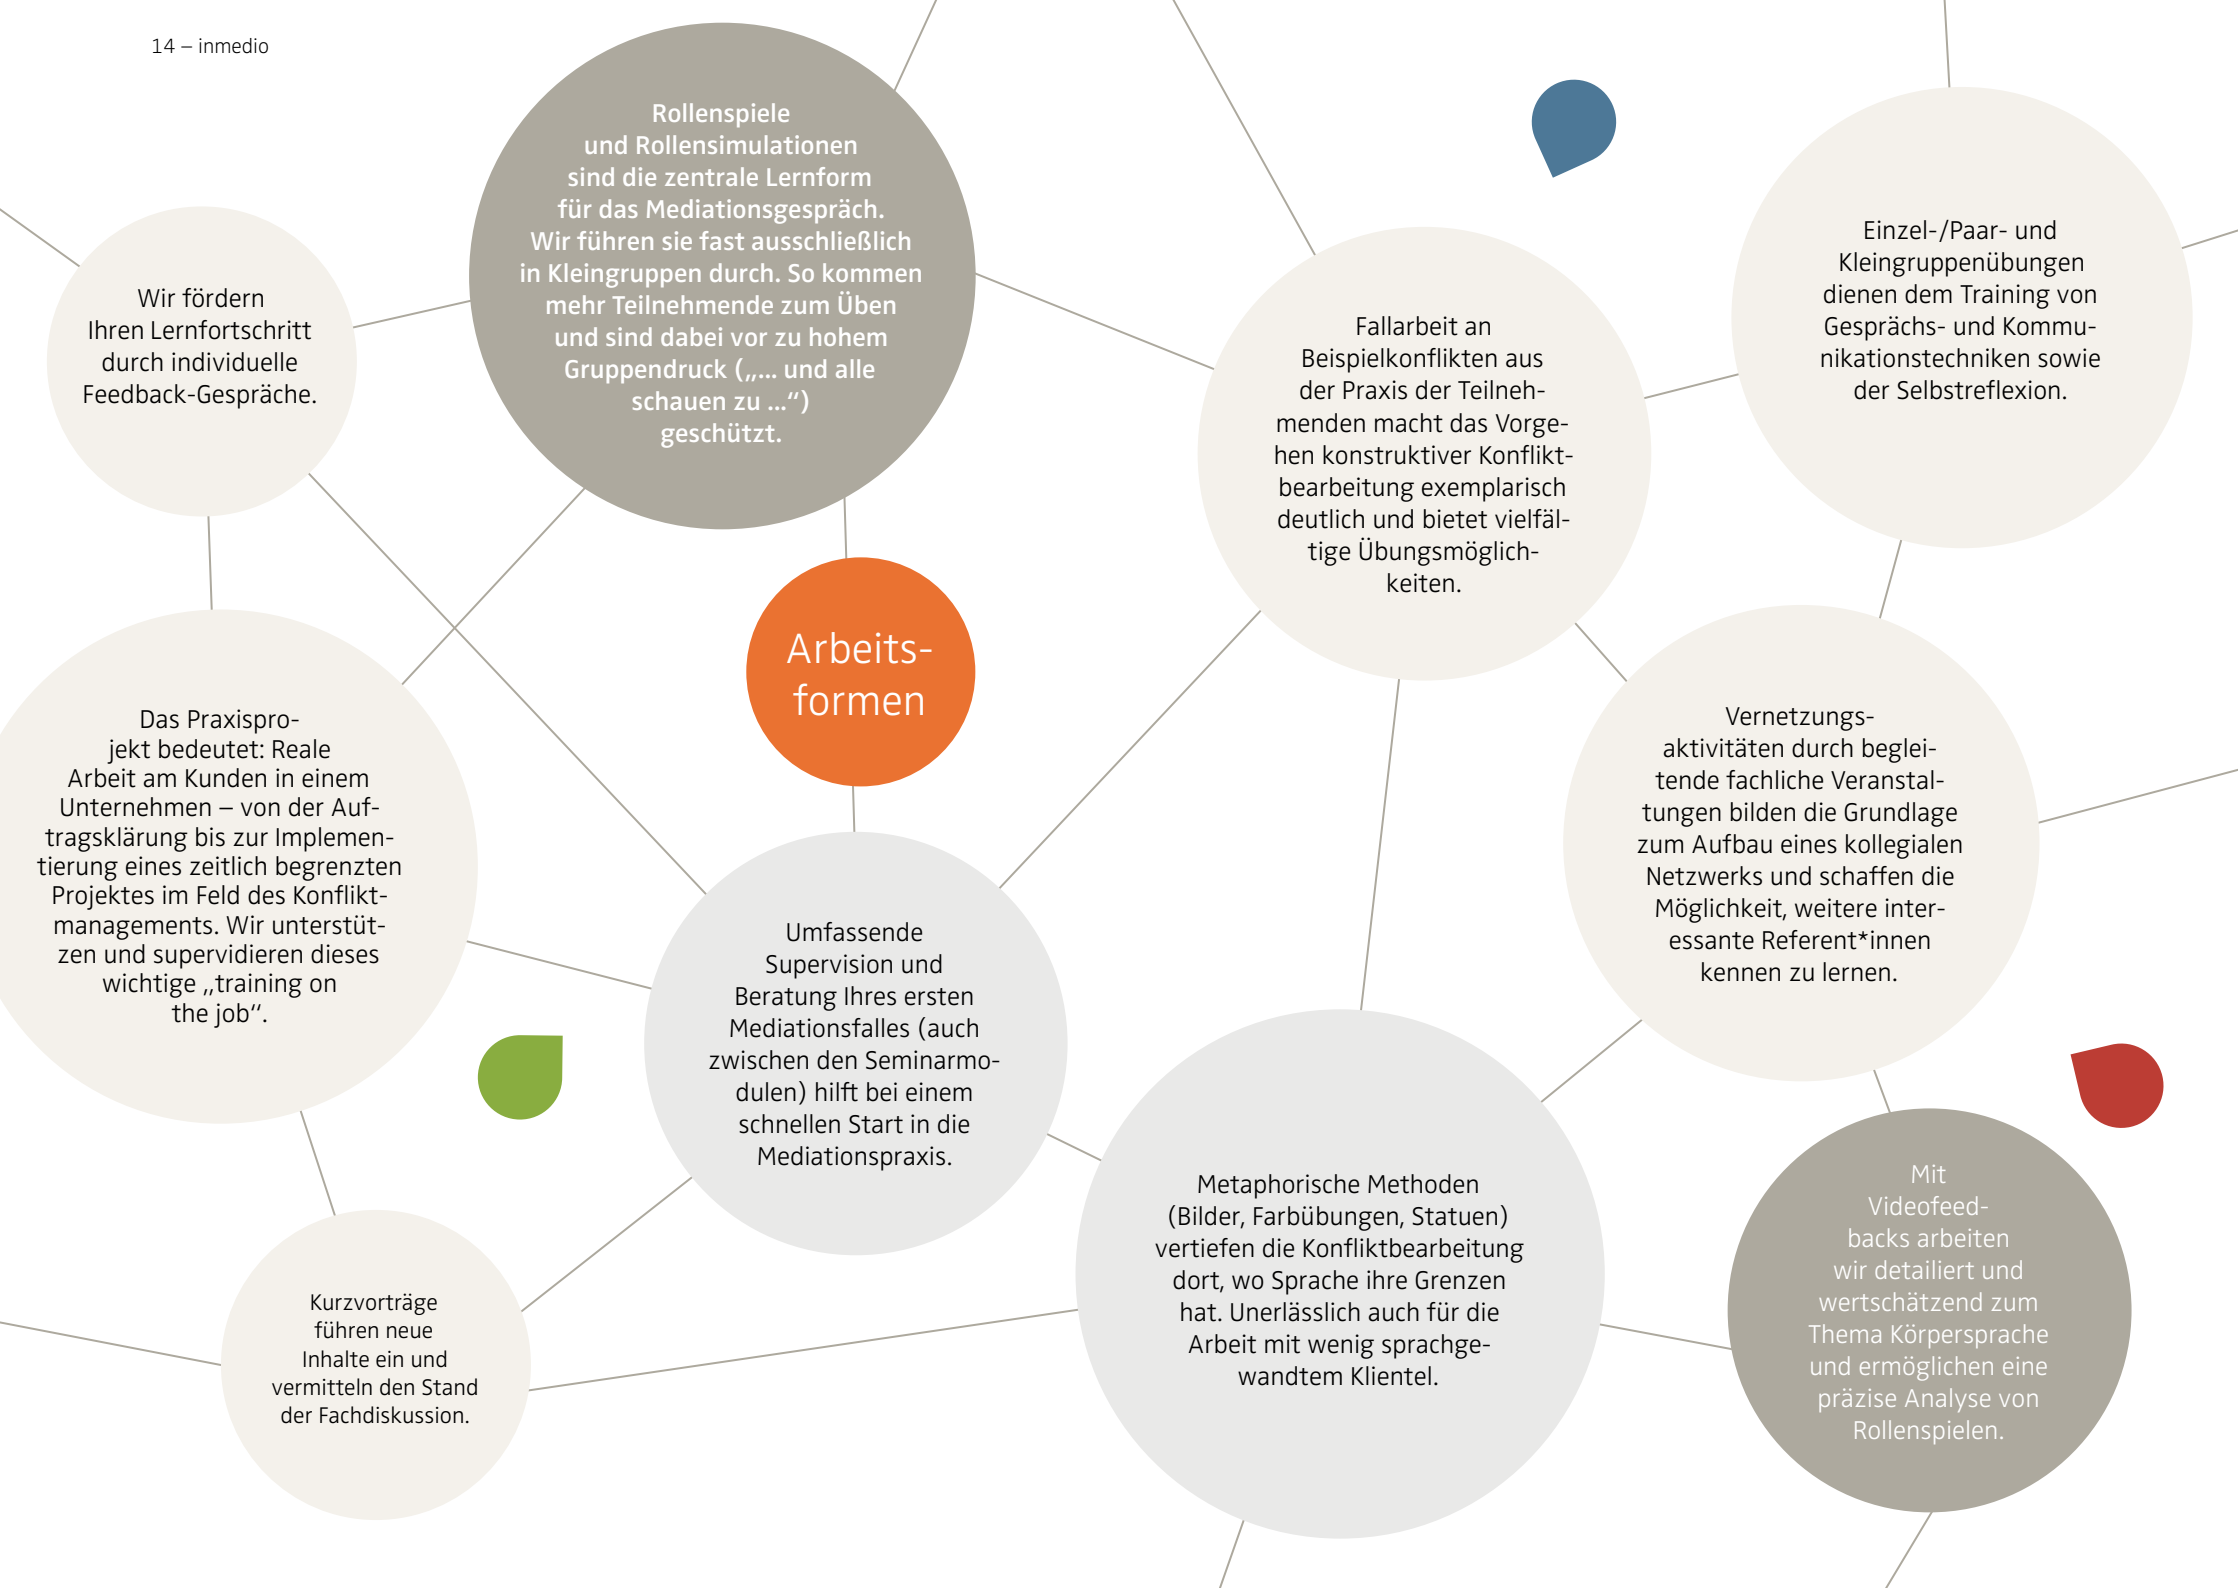 14 – inmedio
Rollenspiele
und Rollensimulationen
sind die zentrale Lernform
für das Mediationsgespräch.
Wir führen sie fast ausschließlich
in Kleingruppen durch. So kommen
mehr Teilnehmende zum Üben
und sind dabei vor zu hohem
Gruppendruck („... und alle
schauen zu ...“)
geschützt.
Wir fördern
Ihren Lernfortschritt
durch individuelle
Feedback-Gespräche.
Fallarbeit an
Beispielkonflikten aus
der Praxis der Teilneh-
menden macht das Vorge-
hen konstruktiver Konflikt-
bearbeitung exemplarisch
deutlich und bietet vielfäl-
tige Übungsmöglich-
keiten.
Einzel-/Paar- und
Kleingruppenübungen
dienen dem Training von
Gesprächs- und Kommu-
nikationstechniken sowie
der Selbstreflexion.
Arbeits-
formen
Das Praxispro-
jekt bedeutet: Reale
Arbeit am Kunden in einem
Unternehmen – von der Auf-
tragsklärung bis zur Implemen-
tierung eines zeitlich begrenzten
Projektes im Feld des Konflikt-
managements. Wir unterstüt-
zen und supervidieren dieses
wichtige „training on
the job“.
Vernetzungs-
aktivitäten durch beglei-
tende fachliche Veranstal-
tungen bilden die Grundlage
zum Aufbau eines kollegialen
Netzwerks und schaffen die
Möglichkeit, weitere inter-
essante Referent*innen
kennen zu lernen.
Umfassende
Supervision und
Beratung Ihres ersten
Mediationsfalles (auch
zwischen den Seminarmo-
dulen) hilft bei einem
schnellen Start in die
Mediationspraxis.
Metaphorische Methoden
(Bilder, Farbübungen, Statuen)
vertiefen die Konfliktbearbeitung
dort, wo Sprache ihre Grenzen
hat. Unerlässlich auch für die
Arbeit mit wenig sprachge-
wandtem Klientel.
Mit
Videofeed-
backs arbeiten
wir detailiert und
wertschätzend zum
Thema Körpersprache
und ermöglichen eine
präzise Analyse von
Rollenspielen.
Kurzvorträge
führen neue
Inhalte ein und
vermitteln den Stand
der Fachdiskussion.